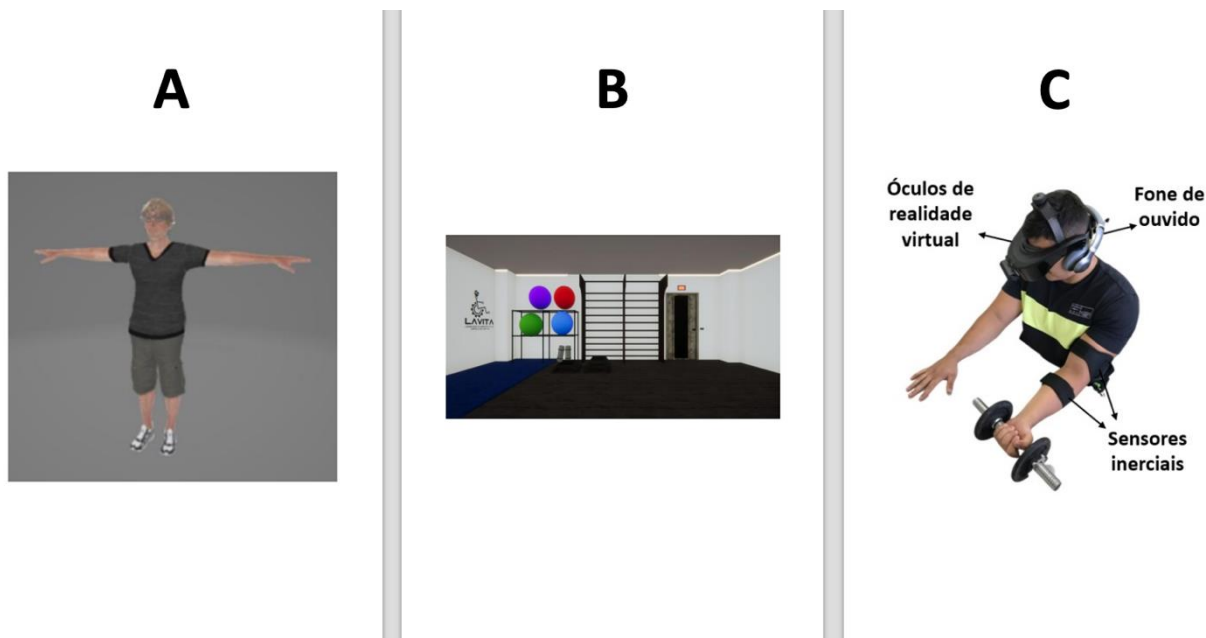 A
B
C
LAVITA
Óculos de
realidade
virtual
Fone de
ouvido
Sensores
inerciais